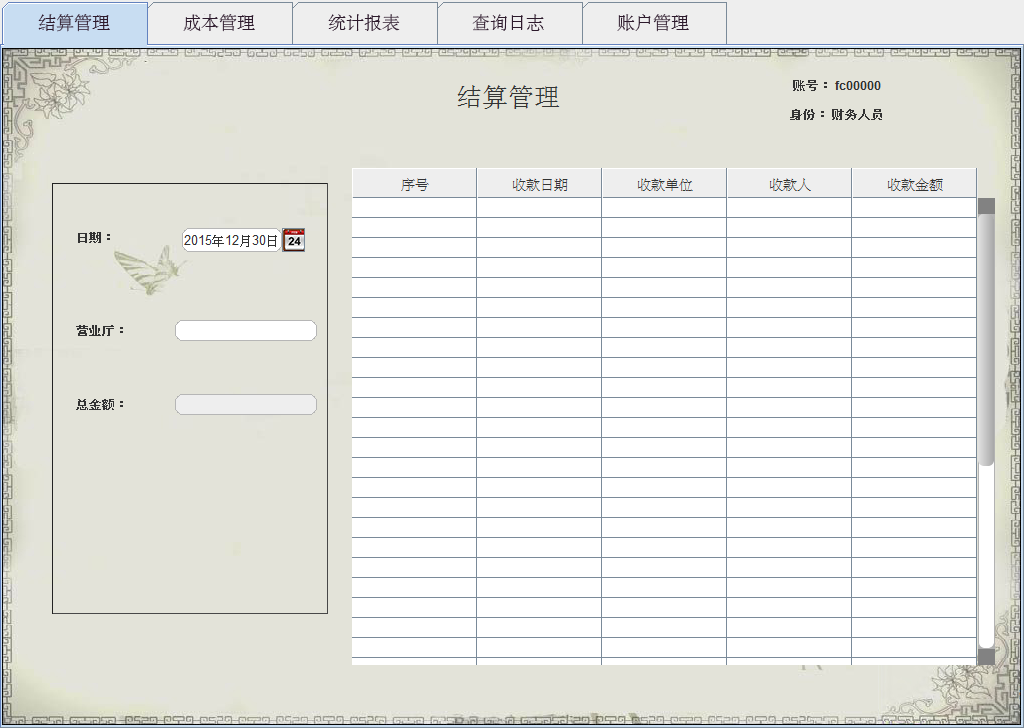 结算管理 成本管理 统计报表 查询日志 账户管理
结算管理
账号：fc00000
身份：财务人员
序号 收款日期 收款单位 收款人 收款金额
日期： 2015年12月30日 24
营业厅：
总金额：